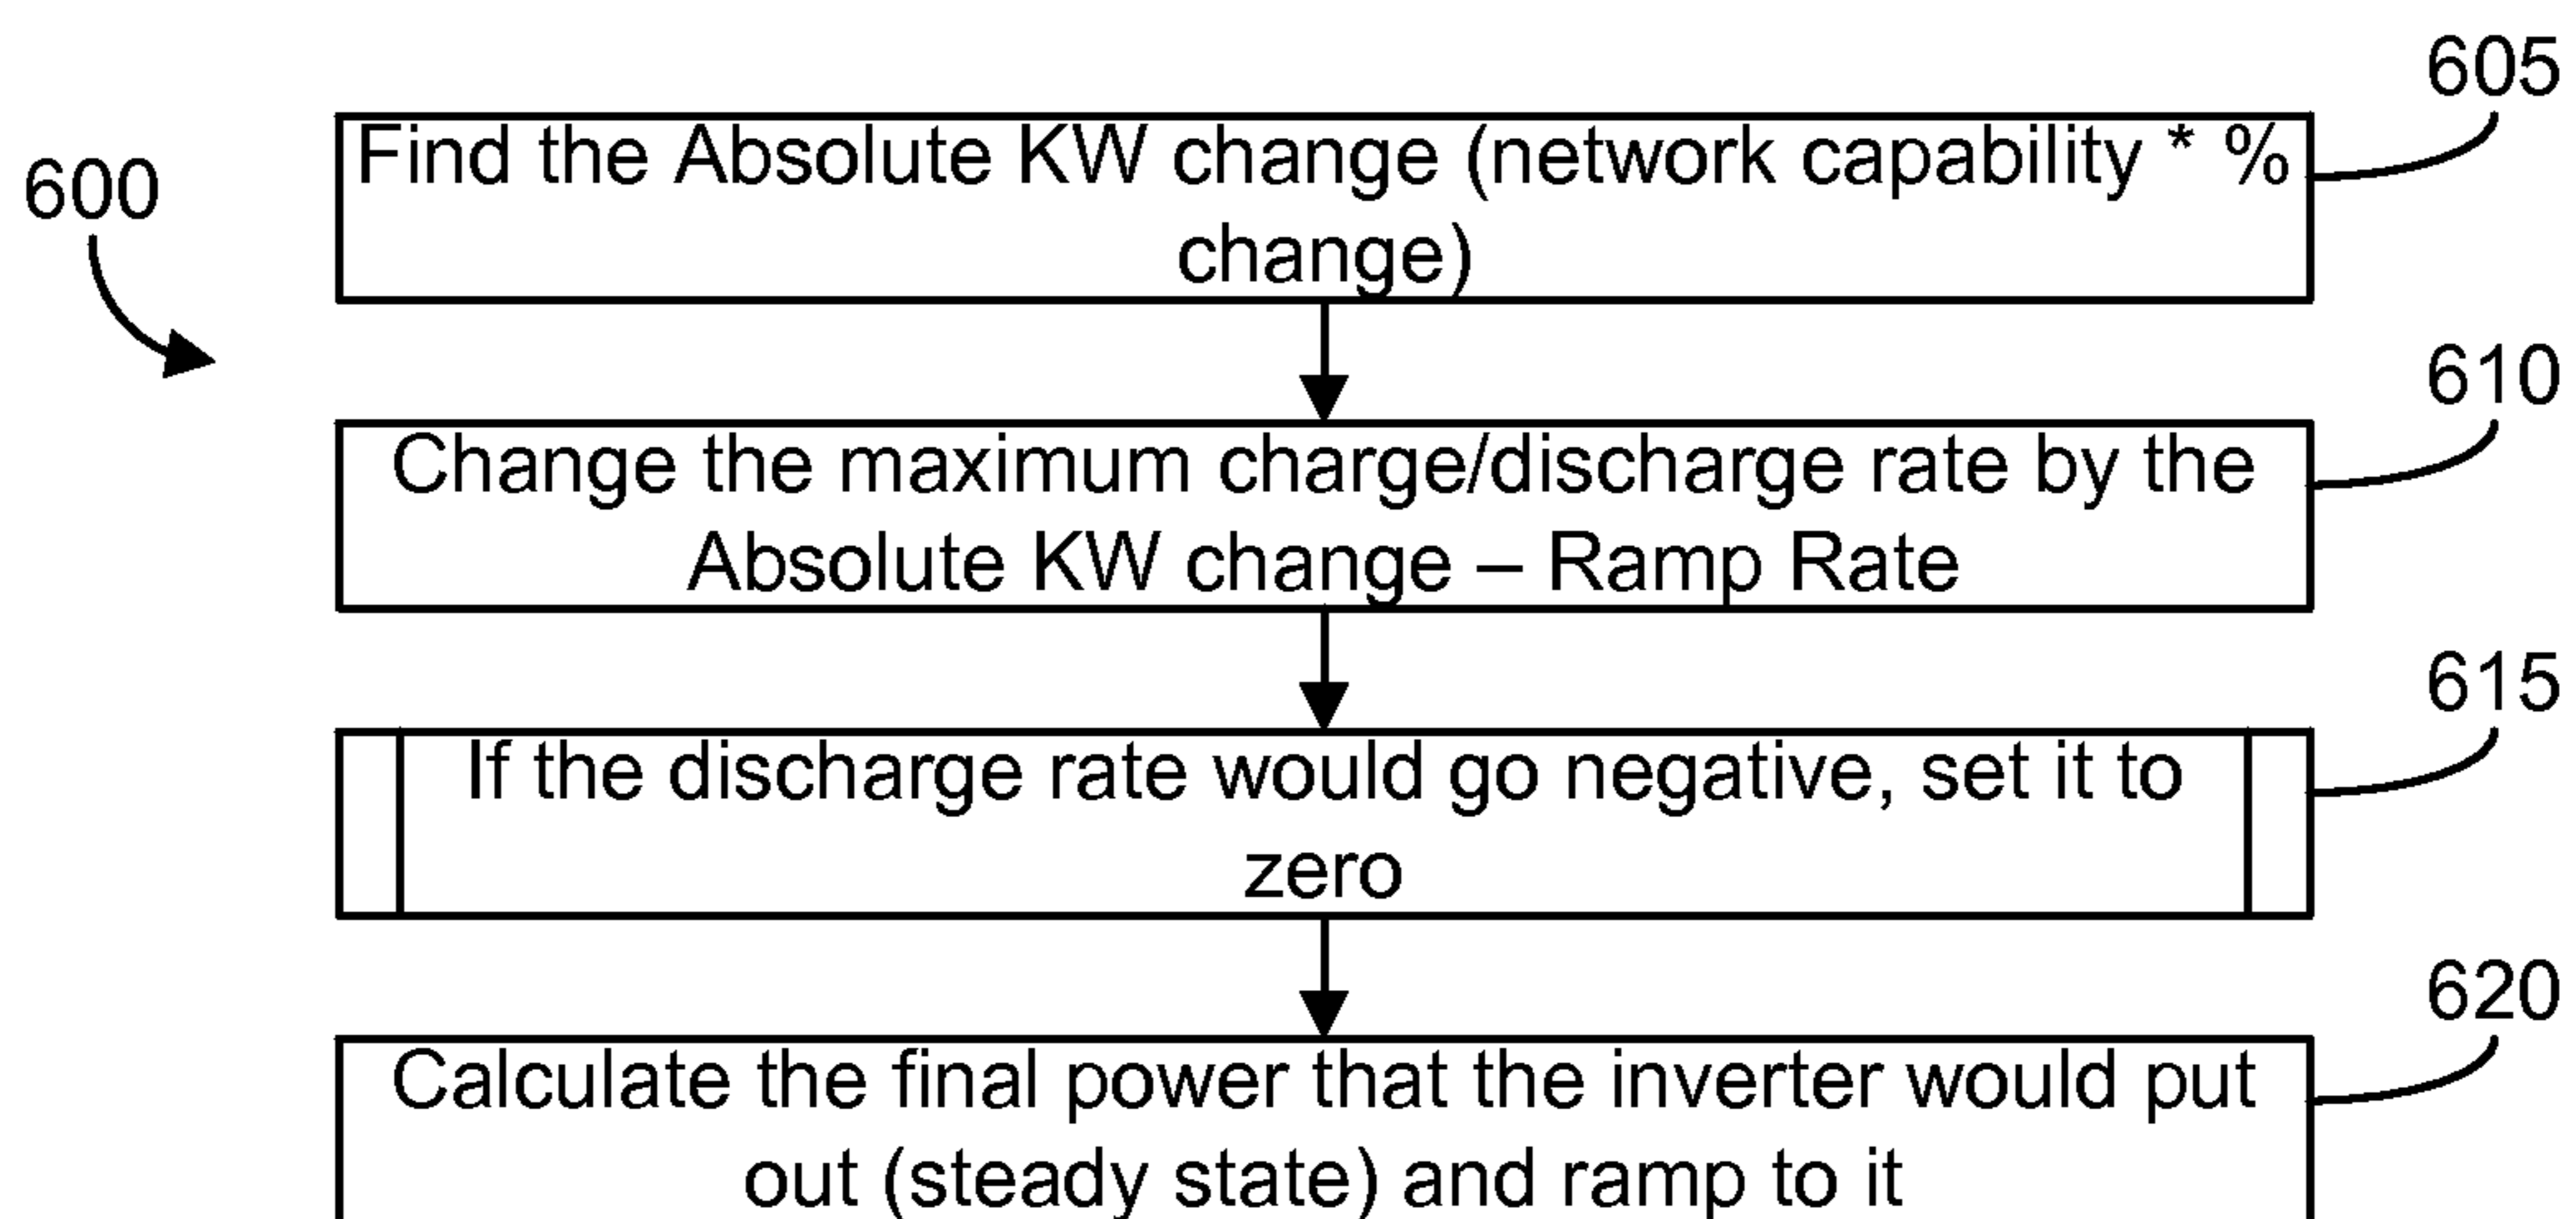 605
600
Find the Absolute KW change (network capability * %
change)
610
Change the maximum charge/discharge rate by the
Absolute KW change – Ramp Rate
615
If the discharge rate would go negative, set it to
zero
620
Calculate the final power that the inverter would put
out (steady state) and ramp to it